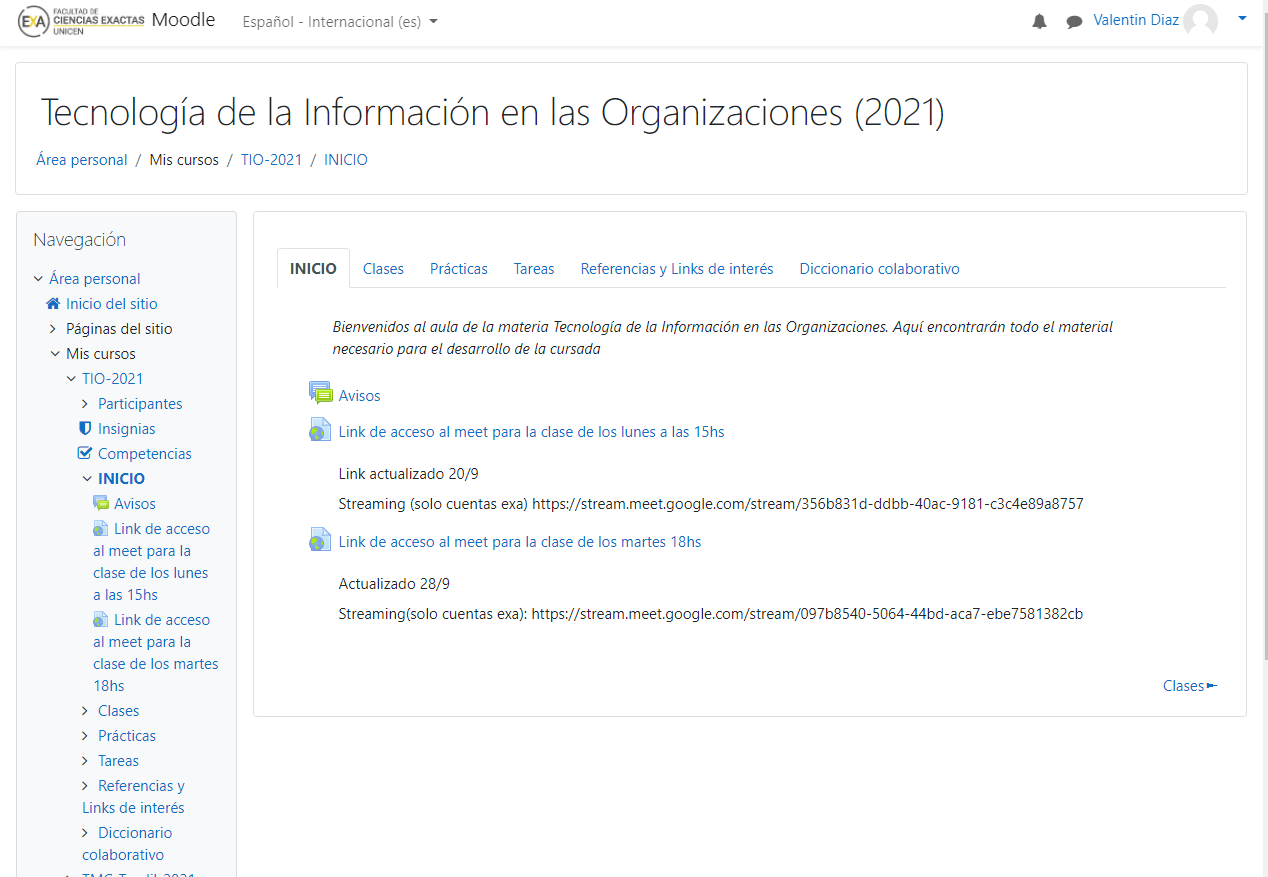 EXA FACULTAD DE
CIENCIAS EXACTAS
UNICEN
Moodle
Español - Internacional (es)
Valentin Diaz
Tecnología de la Información en las Organizaciones (2021)
Área personal / Mis cursos / TIO-2021 / INICIO
Navegación
Área personal
Inicio del sitio
Páginas del sitio
Mis cursos
TIO-2021
Participantes
Insignias
Competencias
INICIO
Avisos
Link de acceso
al meet para la
clase de los lunes
a las 15hs
Link de acceso
al meet para la
clase de los martes
18hs
Clases
Prácticas
Tareas
Referencias y
Links de interés
Diccionario
colaborativo
INICIO Clases Prácticas Tareas Referencias y Links de interés Diccionario colaborativo
Bienvenidos al aula de la materia Tecnología de la Información en las Organizaciones. Aquí encontrarán todo el material
necesario para el desarrollo de la cursada
Avisos
Link de acceso al meet para la clase de los lunes a las 15hs
Link actualizado 20/9
Streaming (solo cuentas exa) https://stream.meet.google.com/stream/356b831d-ddbb-40ac-9181-c3c4e89a8757
Link de acceso al meet para la clase de los martes 18hs
Actualizado 28/9
Streaming(solo cuentas exa): https://stream.meet.google.com/stream/097b8540-5064-44bd-aca7-ebe7581382cb
Clases